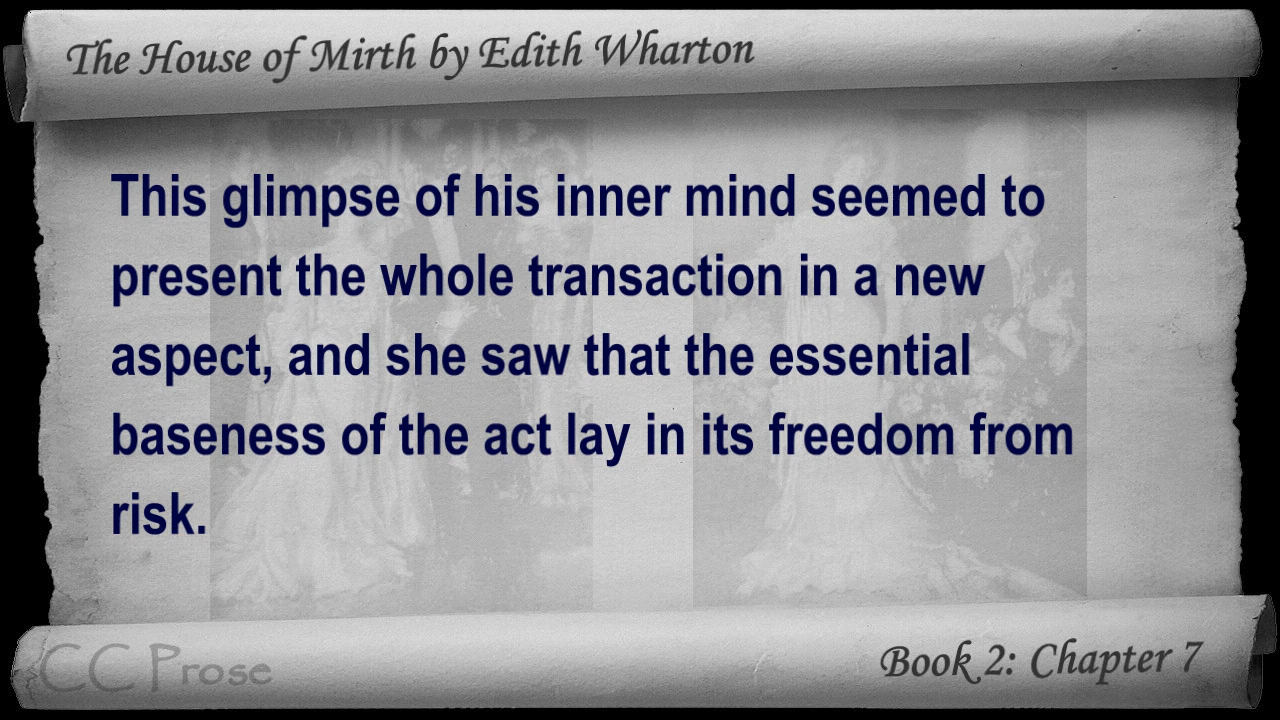 The House of Mirth by Edith Wharton
This glimpse of his inner mind seemed to
present the whole transaction in a new
aspect, and she saw that the essential
baseness of the act lay in its freedom from
risk.
CC Prose
Book 2: Chapter 7